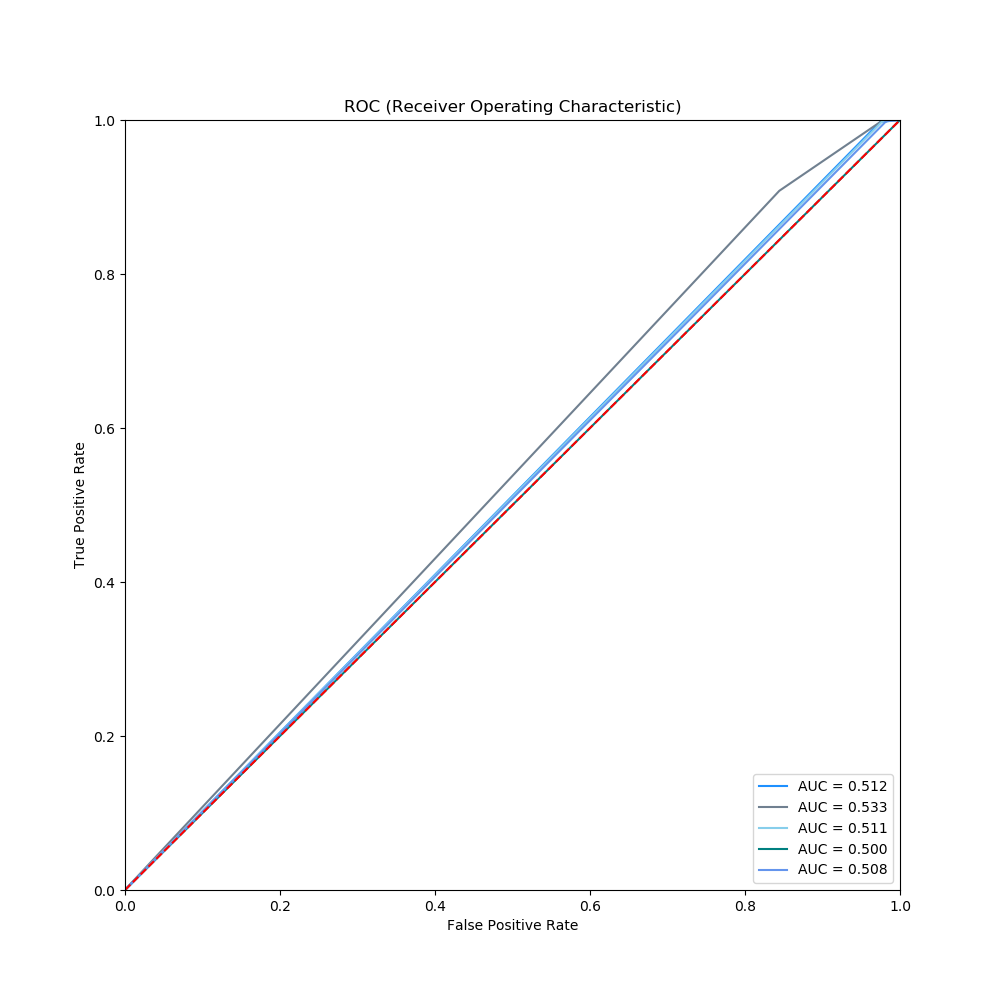 ROC (Receiver Operating Characteristic)
1.0
0.8
0.6
0.4
0.2
0.0
True Positive Rate
0.0 0.2 0.4 0.6 0.8 1.0
False Positive Rate
AUC = 0.512
AUC = 0.533
AUC = 0.511
AUC = 0.500
AUC = 0.508